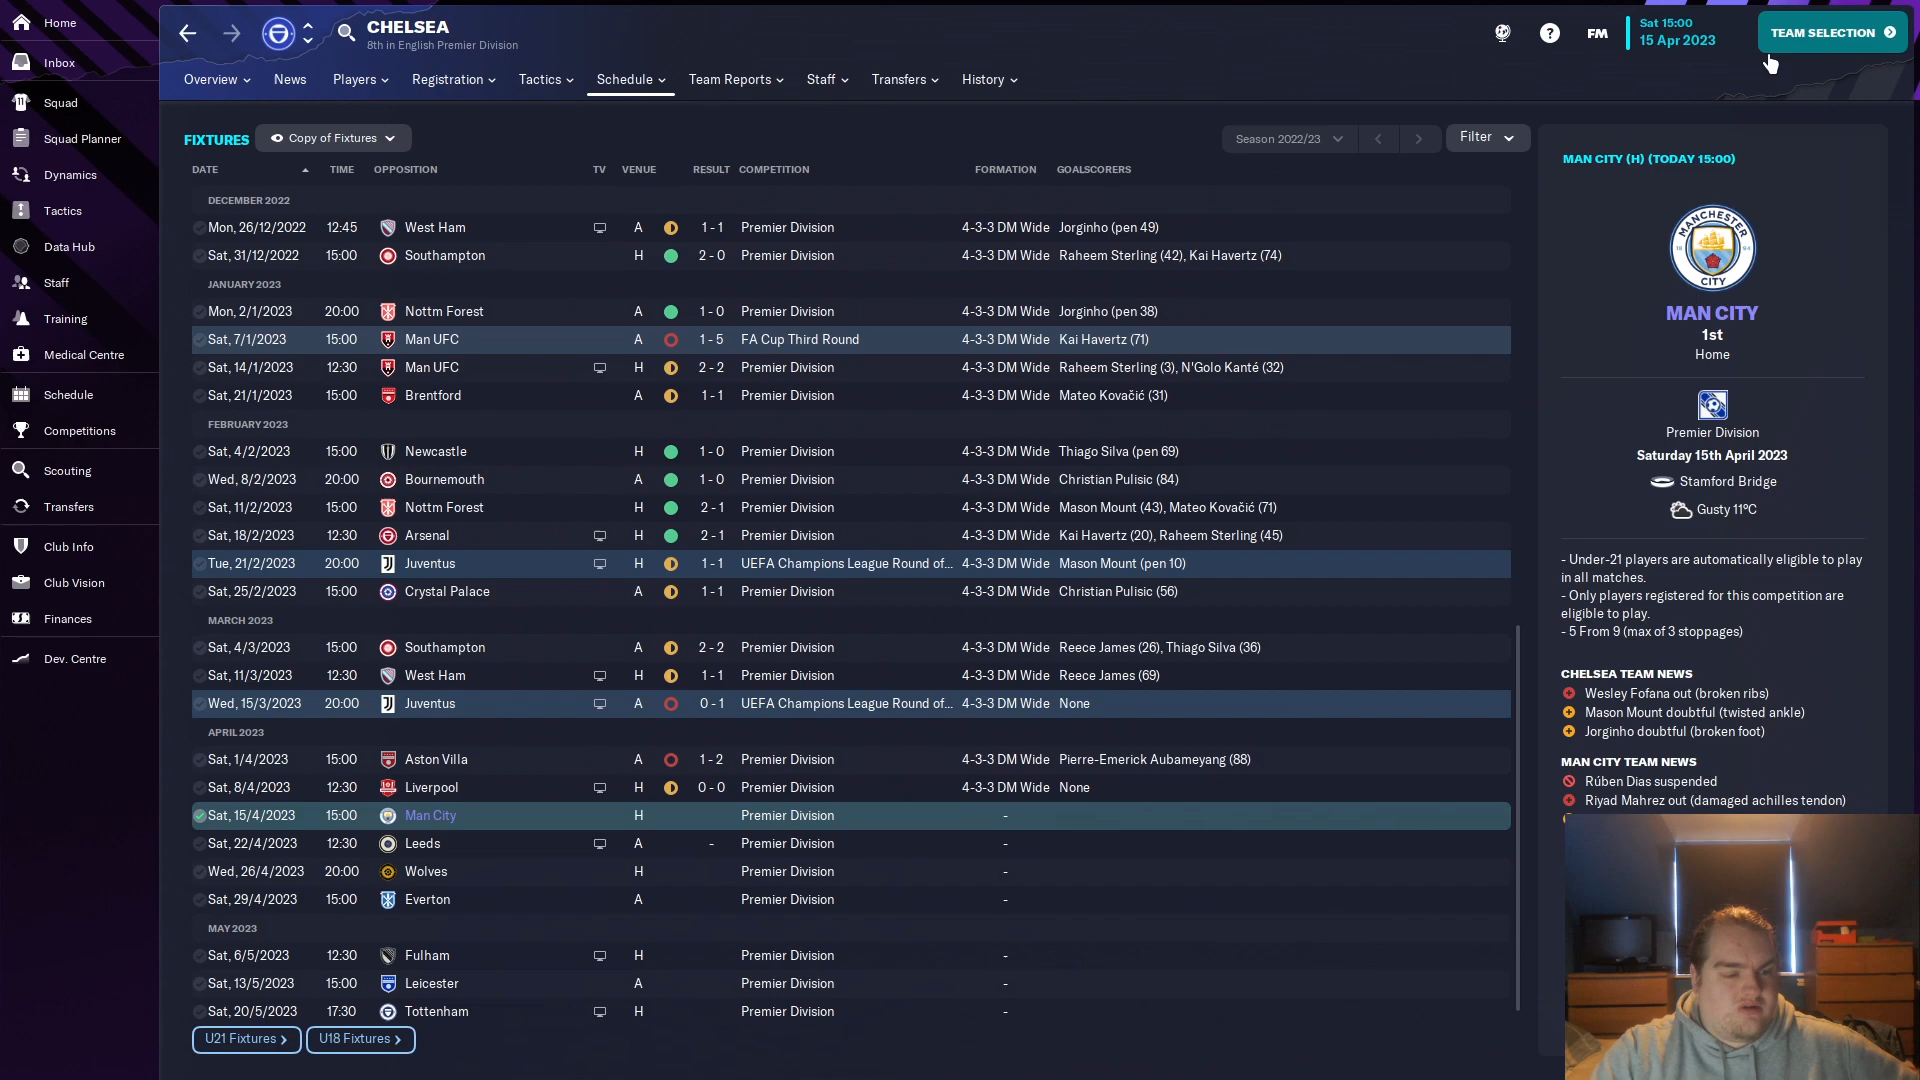 Home
Inbox
Squad
Squad Planner
Dynamics
Tactics
Data Hub
Staff
Training
Medical Centre
Schedule
Competitions
Scouting
Transfers
Club Info
Club Vision
Finances
Dev. Centre
CHELSEA
8th in English Premier Division
FM
Sat 15:00
15 Apr 2023
TEAM SELECTION
Overview News Players Registration Tactics Schedule Team Reports Staff Transfers History
FIXTURES Copy of Fixtures Season 2022/23 Filter
DATE TIME OPPOSITION TV VENUE RESULT COMPETITION FORMATION GOALSCORERS
DECEMBER 2022
Mon, 26/12/2022 12:45 West Ham A 1 - 1 Premier Division 4-3-3 DM Wide Jorginho (pen 49)
Sat, 31/12/2022 15:00 Southampton H 2 - 0 Premier Division 4-3-3 DM Wide Raheem Sterling (42), Kai Havertz (74)
JANUARY 2023
Mon, 2/1/2023 20:00 Nottm Forest A 1 - 0 Premier Division 4-3-3 DM Wide Jorginho (pen 38)
Sat, 7/1/2023 15:00 Man UFC A 1 - 5 FA Cup Third Round 4-3-3 DM Wide Kai Havertz (71)
Sat, 14/1/2023 12:30 Man UFC H 2 - 2 Premier Division 4-3-3 DM Wide Raheem Sterling (3), N'Golo Kanté (32)
Sat, 21/1/2023 15:00 Brentford A 1 - 1 Premier Division 4-3-3 DM Wide Mateo Kovačić (31)
FEBRUARY 2023
Sat, 4/2/2023 15:00 Newcastle H 1 - 0 Premier Division 4-3-3 DM Wide Thiago Silva (pen 69)
Wed, 8/2/2023 20:00 Bournemouth A 1 - 0 Premier Division 4-3-3 DM Wide Christian Pulisic (84)
Sat, 11/2/2023 15:00 Nottm Forest H 2 - 1 Premier Division 4-3-3 DM Wide Mason Mount (43), Mateo Kovačić (71)
Sat, 18/2/2023 12:30 Arsenal H 2 - 1 Premier Division 4-3-3 DM Wide Kai Havertz (20), Raheem Sterling (45)
Tue, 21/2/2023 20:00 Juventus H 1 - 1 UEFA Champions League Round of... 4-3-3 DM Wide Mason Mount (pen 10)
Sat, 25/2/2023 15:00 Crystal Palace A 1 - 1 Premier Division 4-3-3 DM Wide Christian Pulisic (56)
MARCH 2023
Sat, 4/3/2023 15:00 Southampton A 2 - 2 Premier Division 4-3-3 DM Wide Reece James (26), Thiago Silva (36)
Sat, 11/3/2023 12:30 West Ham H 1 - 1 Premier Division 4-3-3 DM Wide Reece James (69)
Wed, 15/3/2023 20:00 Juventus A 0 - 1 UEFA Champions League Round of... 4-3-3 DM Wide None
APRIL 2023
Sat, 1/4/2023 15:00 Aston Villa A 1 - 2 Premier Division 4-3-3 DM Wide Pierre-Emerick Aubameyang (88)
Sat, 8/4/2023 12:30 Liverpool H 0 - 0 Premier Division 4-3-3 DM Wide None
Sat, 15/4/2023 15:00 Man City H Premier Division -
Sat, 22/4/2023 12:30 Leeds A - Premier Division -
Wed, 26/4/2023 20:00 Wolves H Premier Division -
Sat, 29/4/2023 15:00 Everton A Premier Division -
MAY 2023
Sat, 6/5/2023 12:30 Fulham H Premier Division -
Sat, 13/5/2023 15:00 Leicester A Premier Division -
Sat, 20/5/2023 17:30 Tottenham H Premier Division -
U21 Fixtures U18 Fixtures
MAN CITY (H) (TODAY 15:00)
MANCHESTER
18 94
CITY
MAN CITY
1st
Home
Premier Division
Saturday 15th April 2023
Stamford Bridge
Gusty 11°C
- Under-21 players are automatically eligible to play
in all matches.
- Only players registered for this competition are
eligible to play.
- 5 From 9 (max of 3 stoppages)
CHELSEA TEAM NEWS
Wesley Fofana out (broken ribs)
Mason Mount doubtful (twisted ankle)
Jorginho doubtful (broken foot)
MAN CITY TEAM NEWS
Rúben Dias suspended
Riyad Mahrez out (damaged achilles tendon)